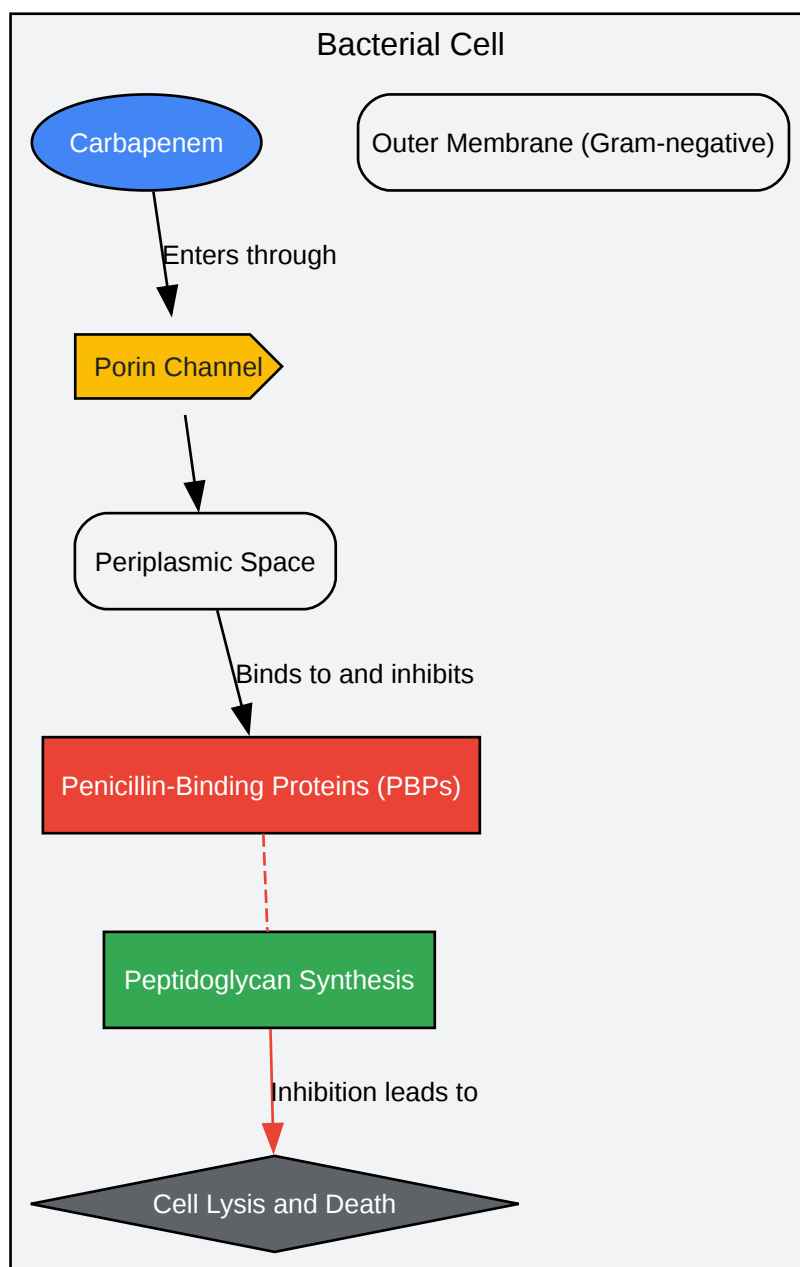 Bacterial Cell
Carbapenem
Outer Membrane (Gram-negative)
Enters through
Porin Channel
Periplasmic Space
Binds to and inhibits
Penicillin-Binding Proteins (PBPs)
Peptidoglycan Synthesis
Inhibition leads to
Cell Lysis and Death